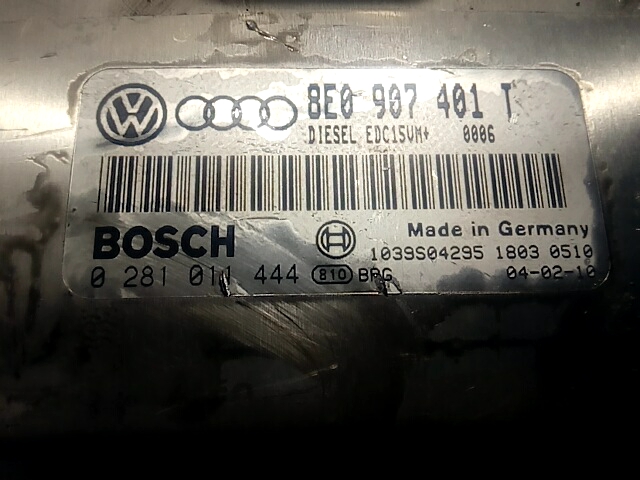 8E0 907 401 T
DIESEL EDC15VM+ 0006
BOSCH
Made in Germany
1039S04295 1803 0510
0 281 011 444 810 BRG 04-02-10